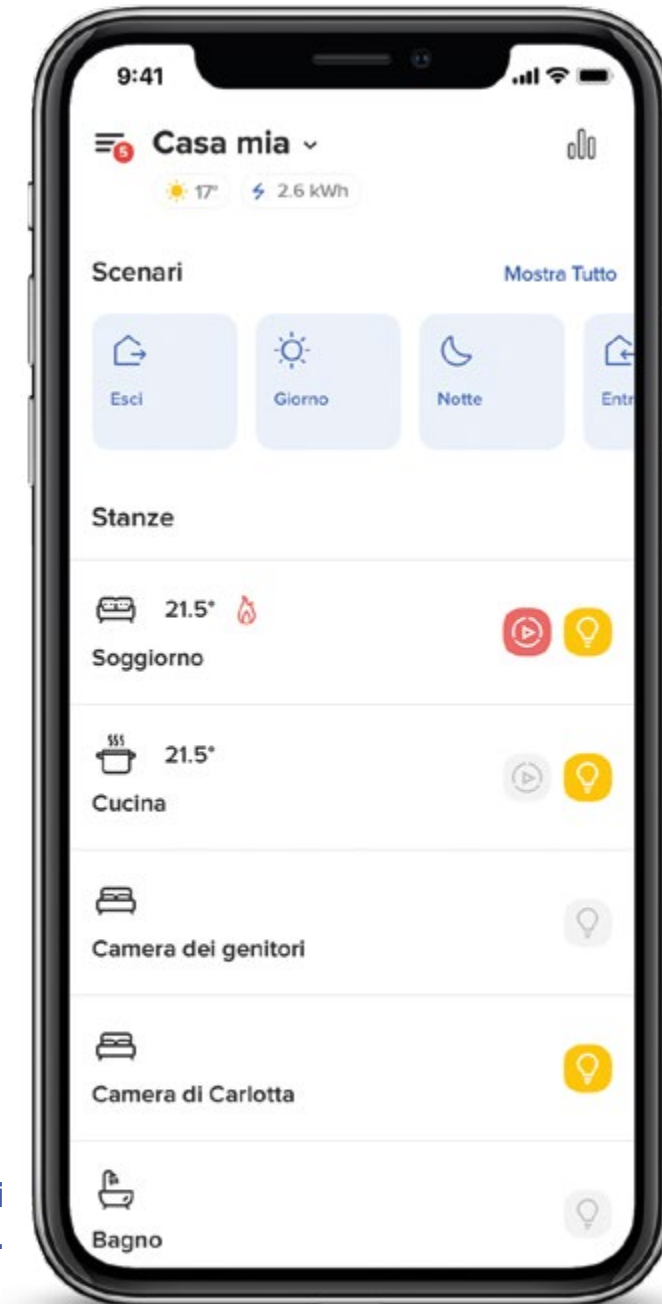 9:41
5
Casa mia
17° 2.6 kWh
Scenari
Mostra Tutto
Esci
Giorno
Notte
Entr
Stanze
21.5°
Soggiorno
21.5°
Cucina
Camera dei genitori
Camera di Carlotta
Bagno
i
.